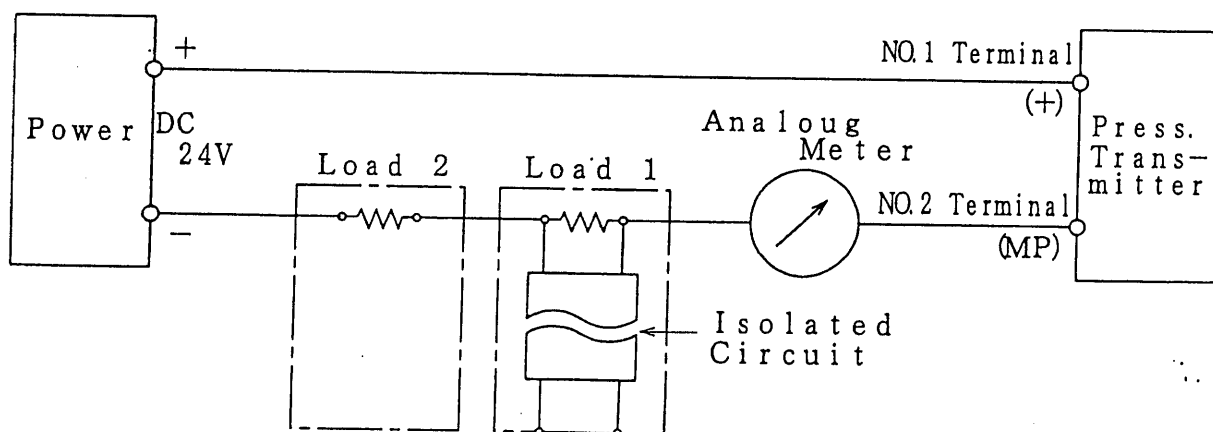 +
NO.1 Terminal
(+)
Power
DC
24V
Analoug
Meter
Press.
Trans-
mitter
Load 2
Load 1
NO.2 Terminal
(MP)
-
Isolated
Circuit